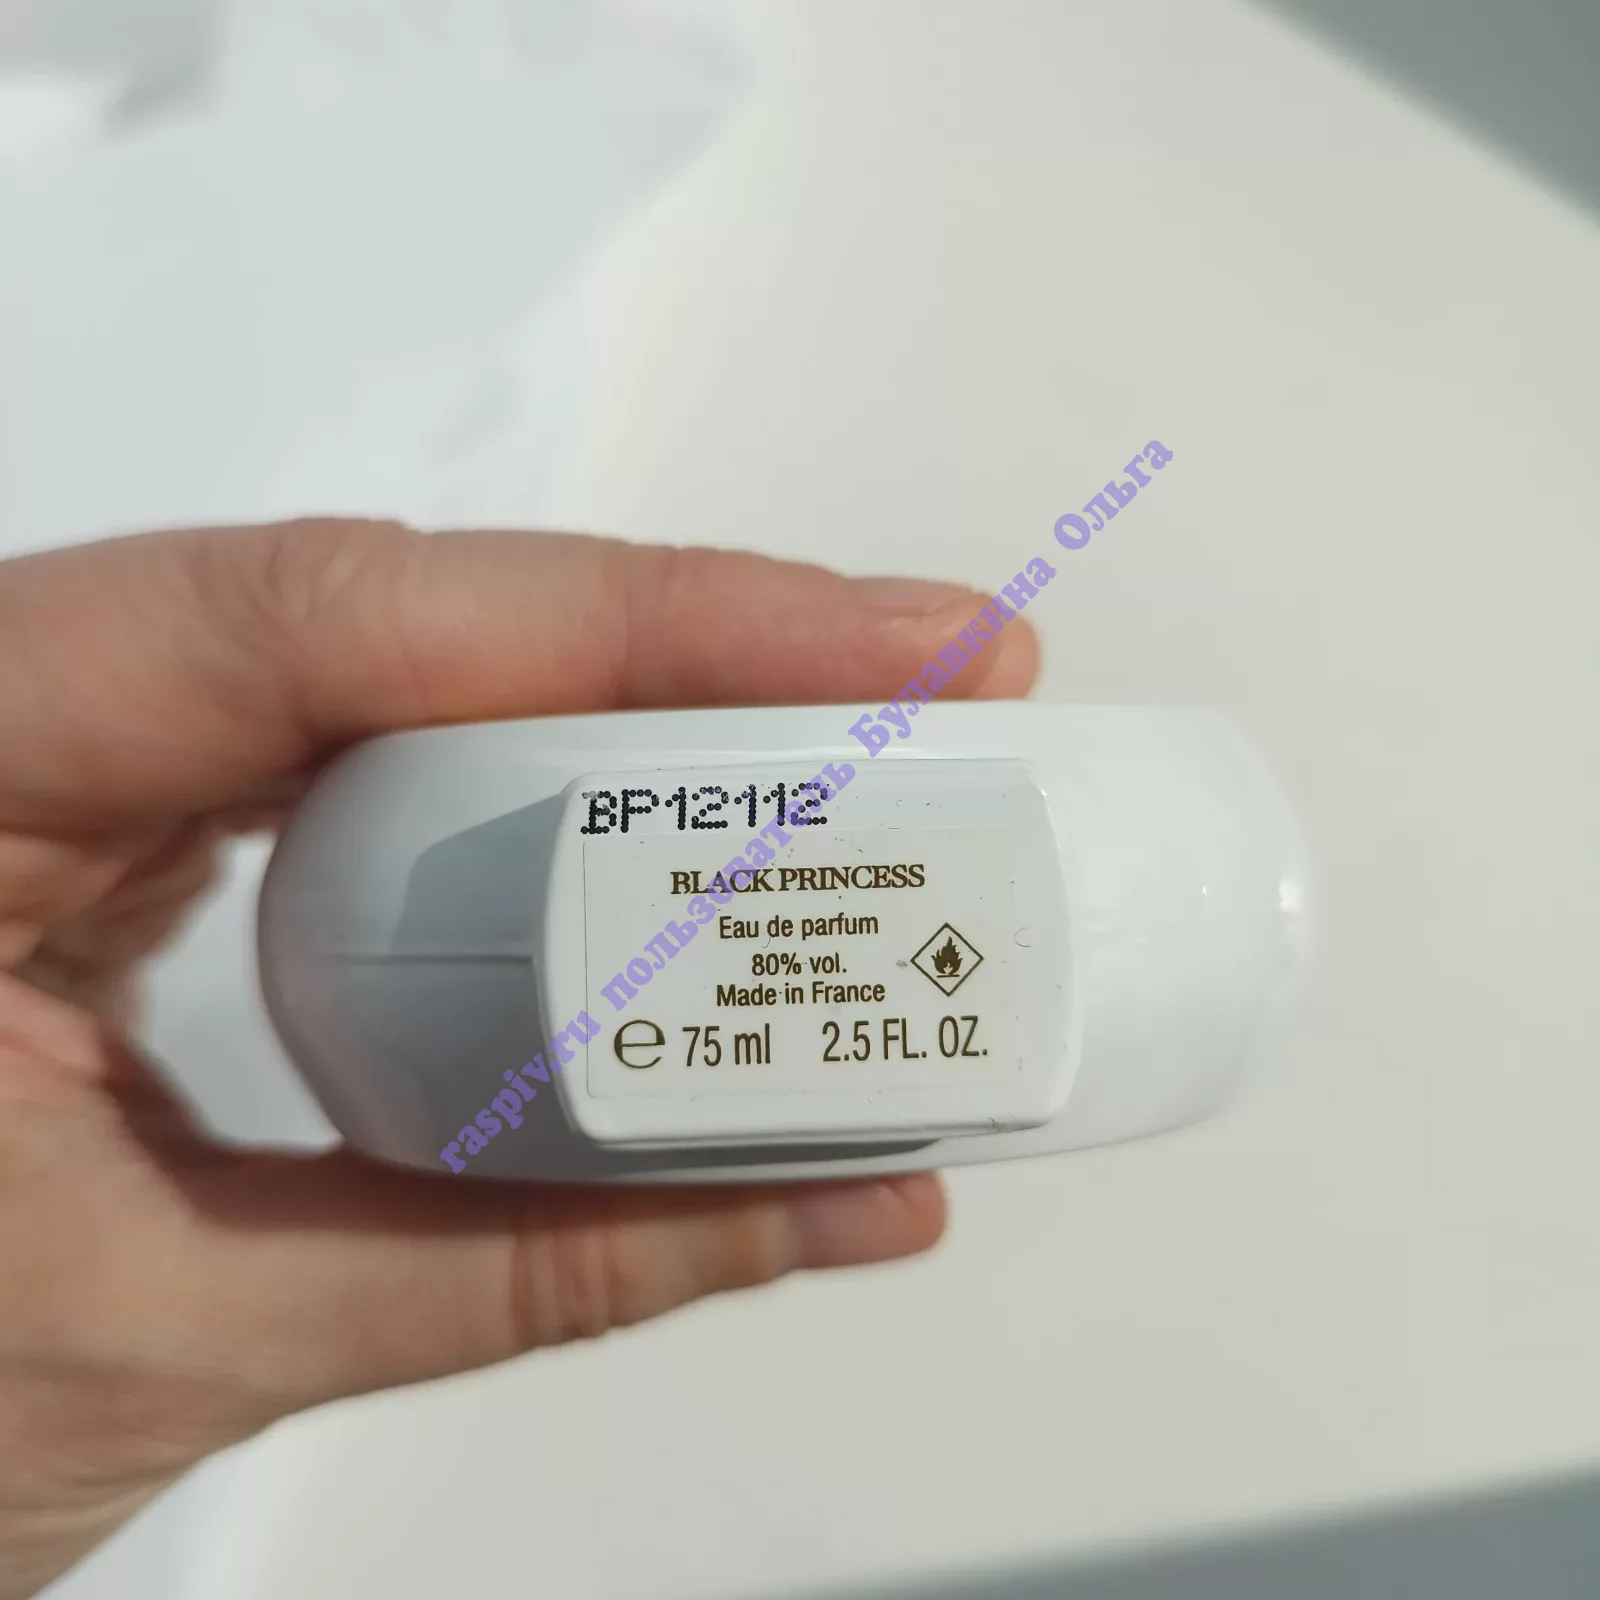 BP12112
BLACK PRINCESS
Eau de parfum
80% vol.
Made in France
e 75 ml 2.5 FL. OZ.
raspiv.ru пользователь Булавкина Ольга